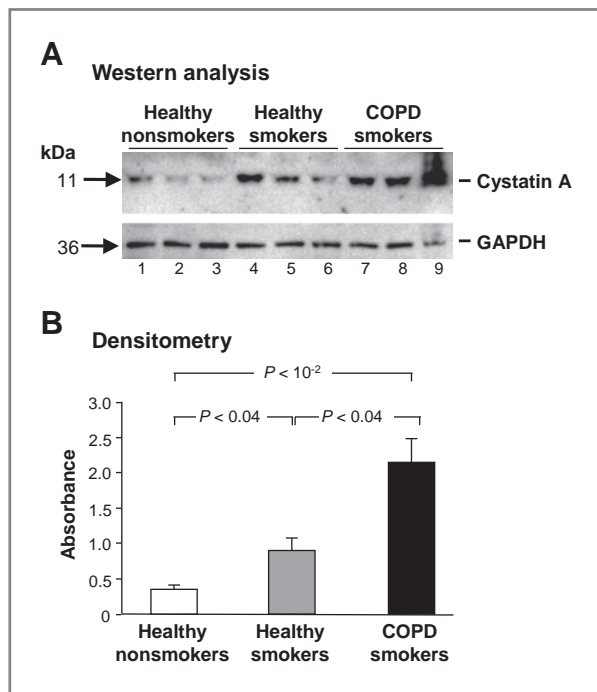 A
Western analysis
Healthy nonsmokers
Healthy smokers
COPD smokers
kDa
11
Cystatin A
36
GAPDH
1 2 3 4 5 6 7 8 9
B
Densitometry
P < 10-2
P < 0.04
P < 0.04
Absorbance
3.0
2.5
2.0
1.0
0.5
0
Healthy nonsmokers
Healthy smokers
COPD smokers